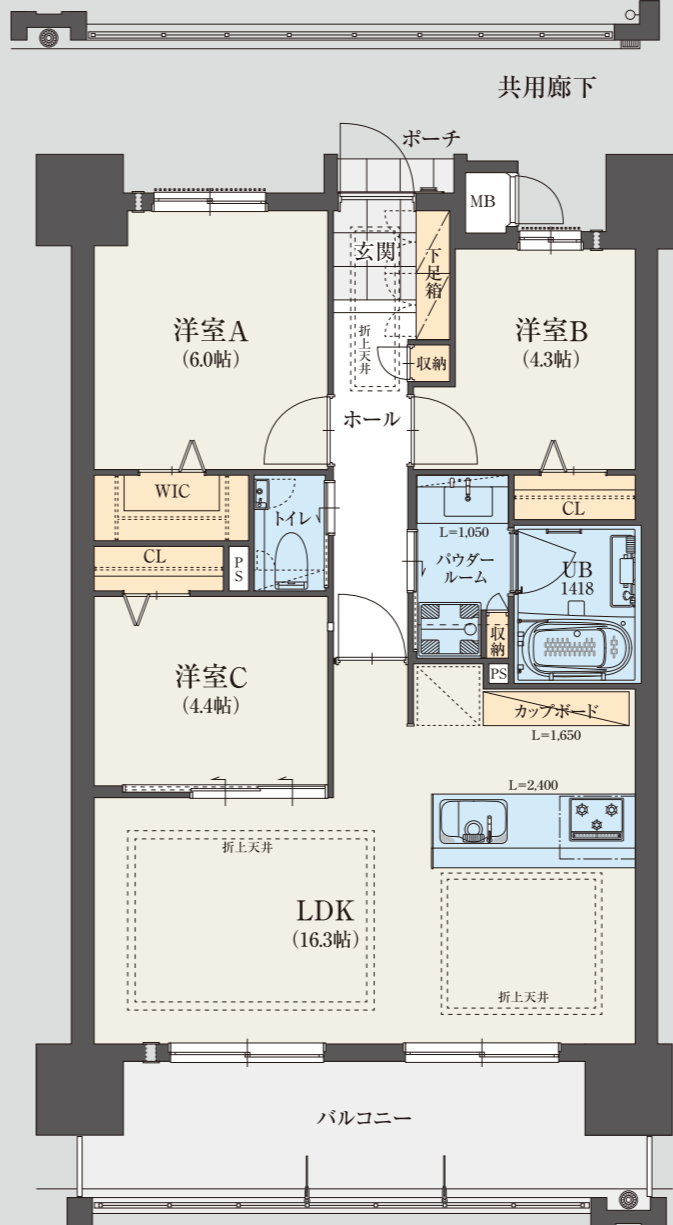 共用廊下
ポーチ
MB
玄関
下足箱
洋室A
(6.0帖)
折上天井
収納
洋室B
(4.3帖)
ホール
WIC
トイレ
L=1,050
CL
パウダー
ルーム
UB
1418
CL
PS
収納
洋室C
(4.4帖)
PS
カップボード
L=1,650
L=2,400
折上天井
LDK
(16.3帖)
折上天井
バルコニー